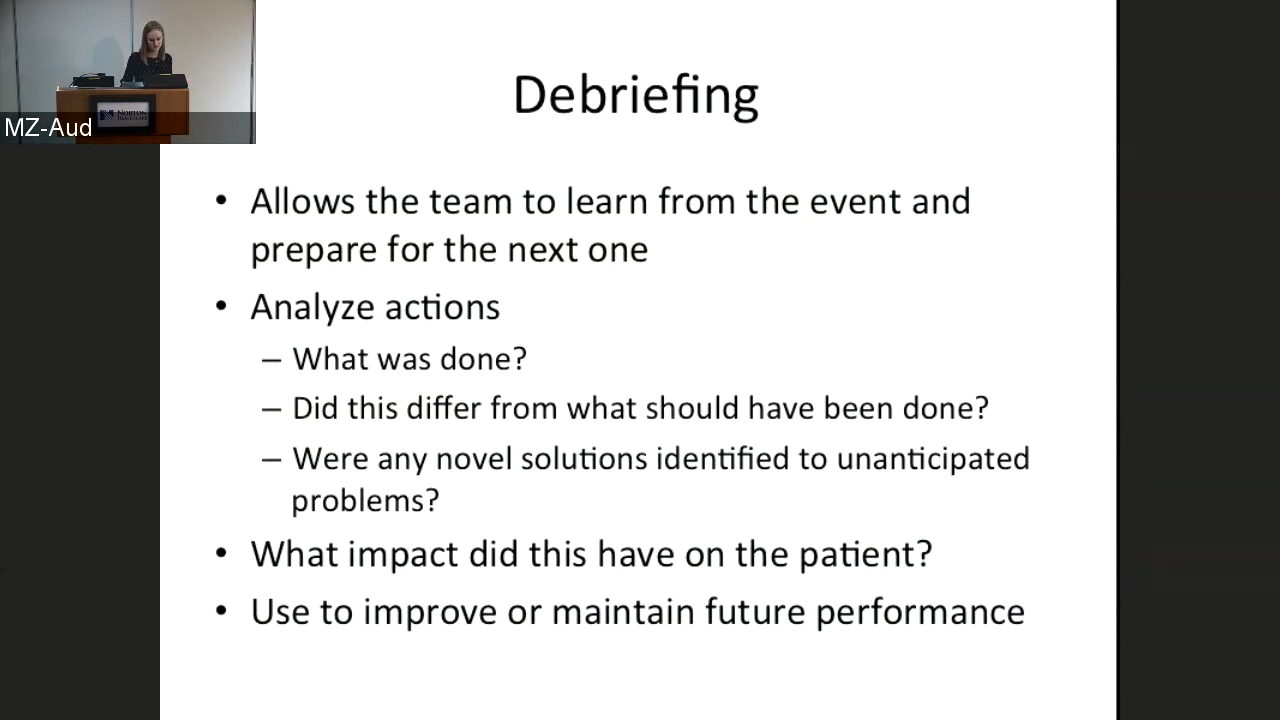 Debriefing
NORTON
HEALTHCARE
MZ-Aud
• Allows the team to learn from the event and
prepare for the next one
• Analyze actions
– What was done?
– Did this differ from what should have been done?
– Were any novel solutions identified to unanticipated
problems?
• What impact did this have on the patient?
• Use to improve or maintain future performance